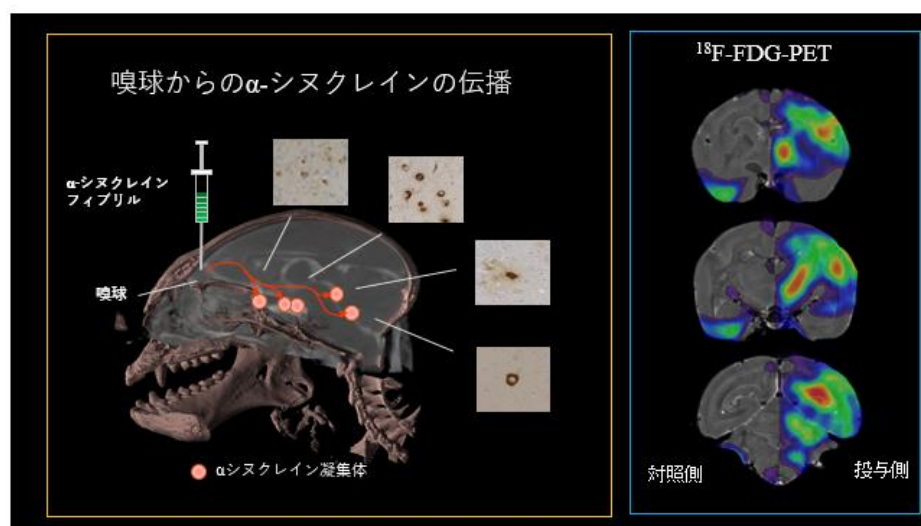 嗅球からのα-シヌクレインの伝播
α-シヌクレイン
フィブリル
嗅球
αシヌクレイン凝集体
¹⁸F-FDG-PET
対照側
投与側